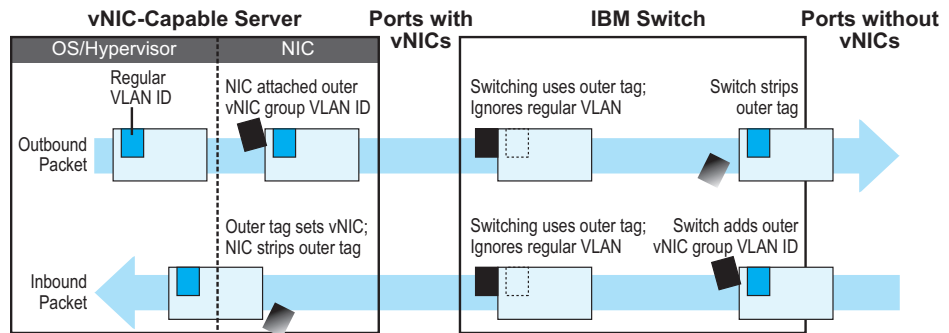 vNIC-Capable Server
Ports with
vNICs
IBM Switch
Ports without
vNICs
OS/Hypervisor
NIC
Regular
VLAN ID
NIC attached outer
vNIC group VLAN ID
Switching uses outer tag;
Ignores regular VLAN
Switch strips
outer tag
Outbound
Packet
Outer tag sets vNIC;
NIC strips outer tag
Switching uses outer tag;
Ignores regular VLAN
Switch adds outer
vNIC group VLAN ID
Inbound
Packet